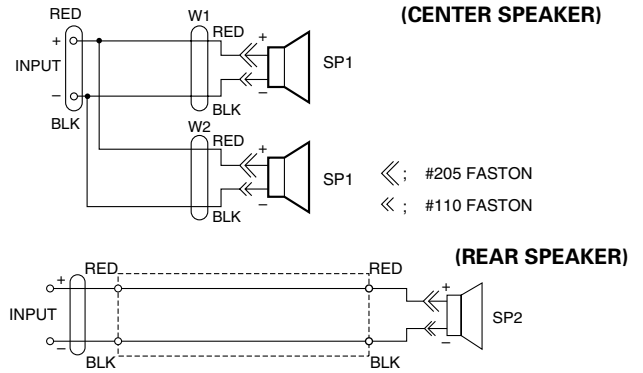 (CENTER SPEAKER)
RED
W1
RED
+
+
INPUT
SP1
–
–
BLK
BLK
W2
RED
+
SP1
–
BLK
; #205 FASTON
; #110 FASTON
(REAR SPEAKER)
RED
RED
+
+
INPUT
SP2
–
–
BLK
BLK